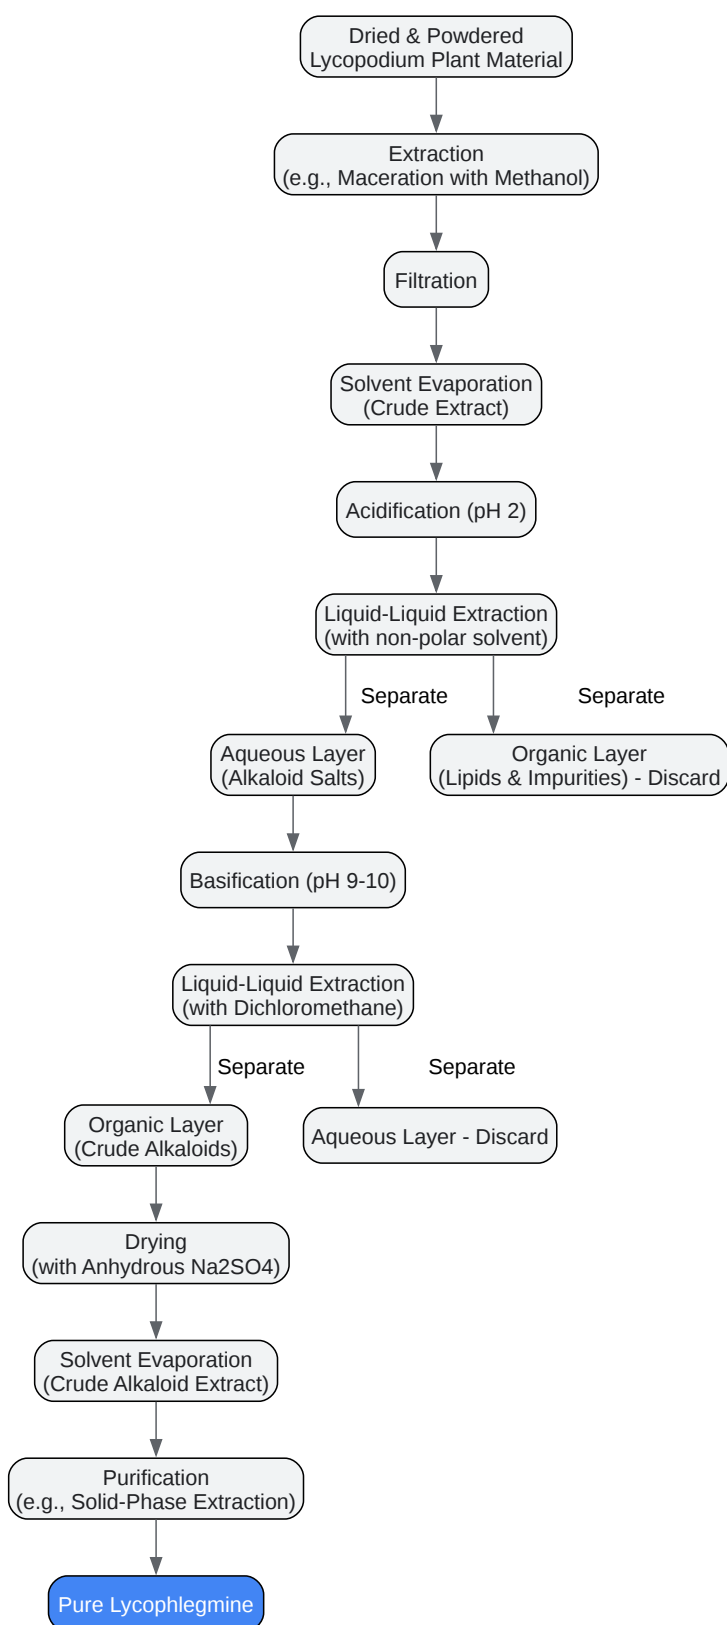 Dried & Powdered
Lycopodium Plant Material
Extraction
(e.g., Maceration with Methanol)
Filtration
Solvent Evaporation
(Crude Extract)
Acidification (pH 2)
Liquid-Liquid Extraction
(with non-polar solvent)
Separate
Separate
Aqueous Layer
(Alkaloid Salts)
Organic Layer
(Lipids & Impurities) - Discard
Basification (pH 9-10)
Liquid-Liquid Extraction
(with Dichloromethane)
Separate
Separate
Organic Layer
(Crude Alkaloids)
Aqueous Layer - Discard
Drying
(with Anhydrous Na2SO4)
Solvent Evaporation
(Crude Alkaloid Extract)
Purification
(e.g., Solid-Phase Extraction)
Pure Lycophlegmine